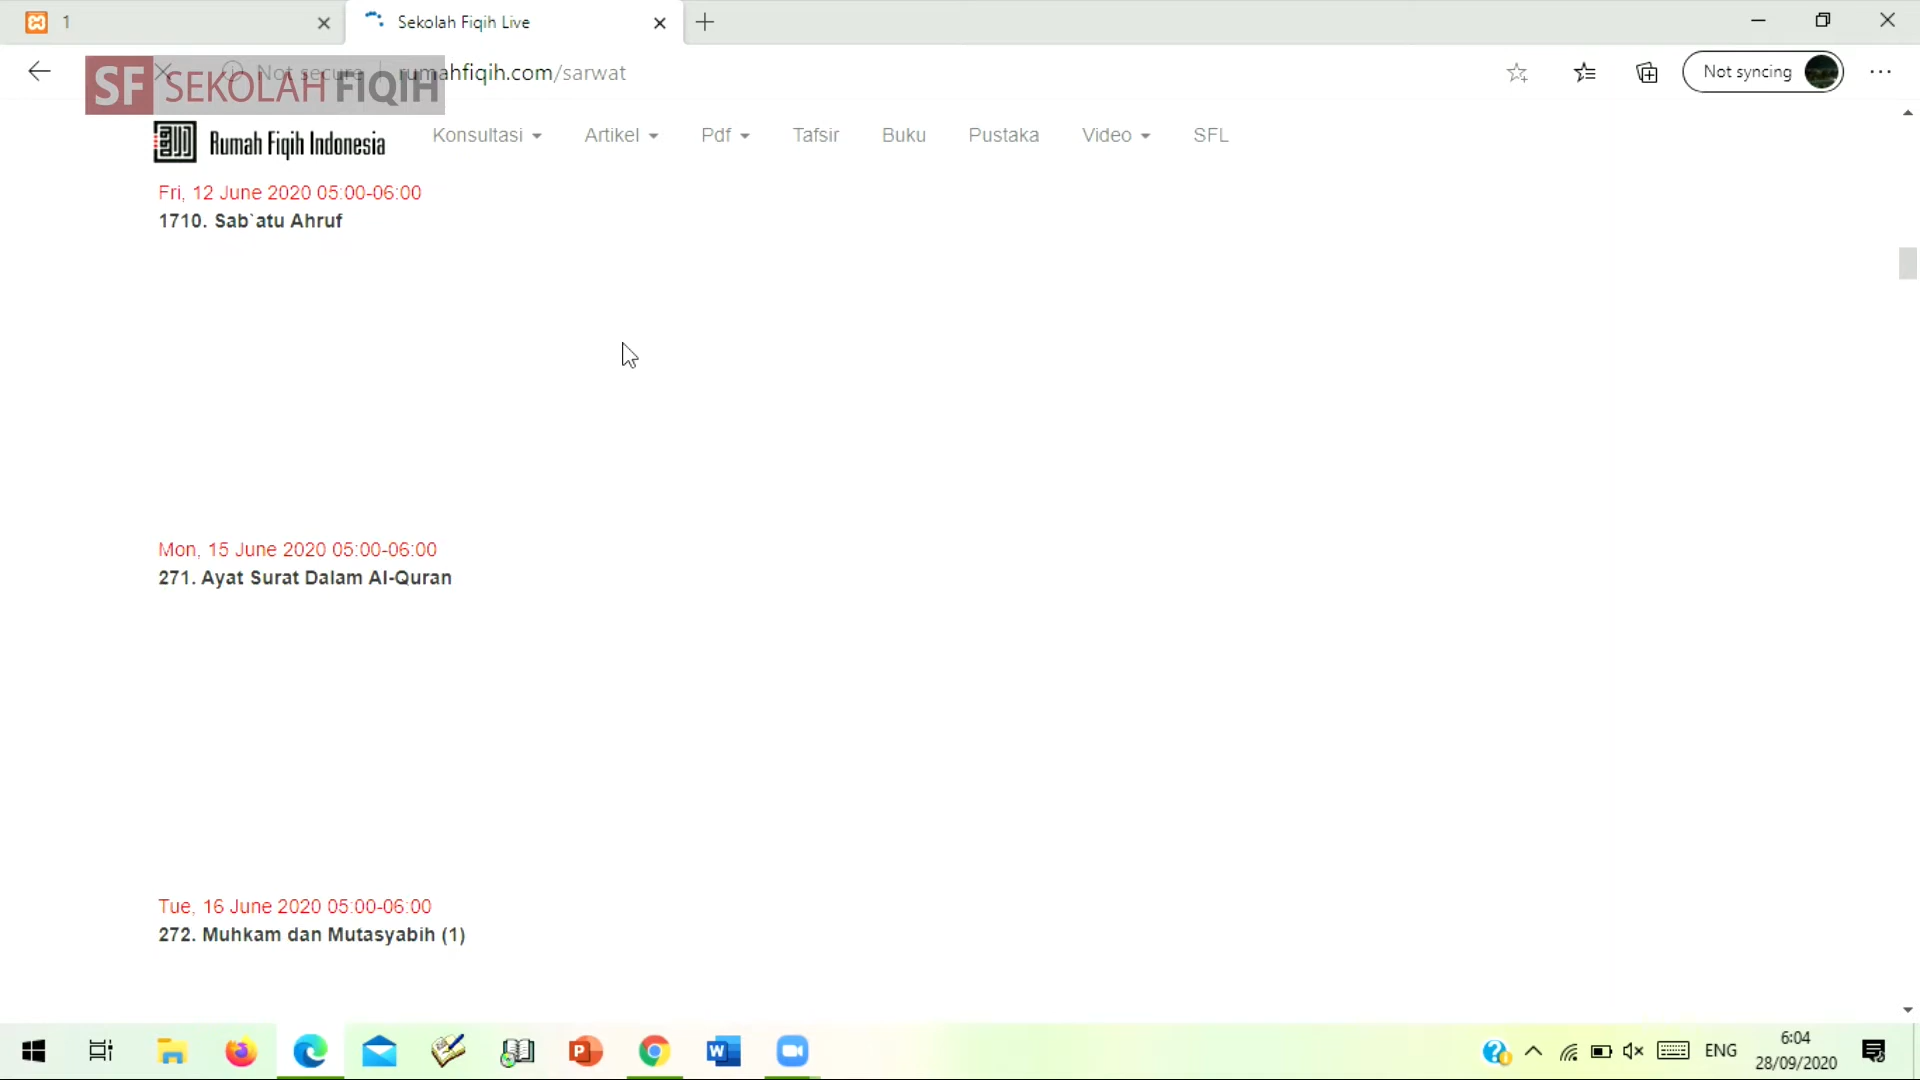 1
Sekolah Fiqih Live
Not secure
rumahfiqih.com/sarwat
Not syncing
SF SEKOLAH FIQIH
Rumah Fiqih Indonesia
Konsultasi
Artikel
Pdf
Tafsir
Buku
Pustaka
Video
SFL
Fri, 12 June 2020 05:00-06:00
1710. Sab`atu Ahruf
Mon, 15 June 2020 05:00-06:00
271. Ayat Surat Dalam Al-Quran
Tue, 16 June 2020 05:00-06:00
272. Muhkam dan Mutasyabih (1)
ENG
6:04
28/09/2020